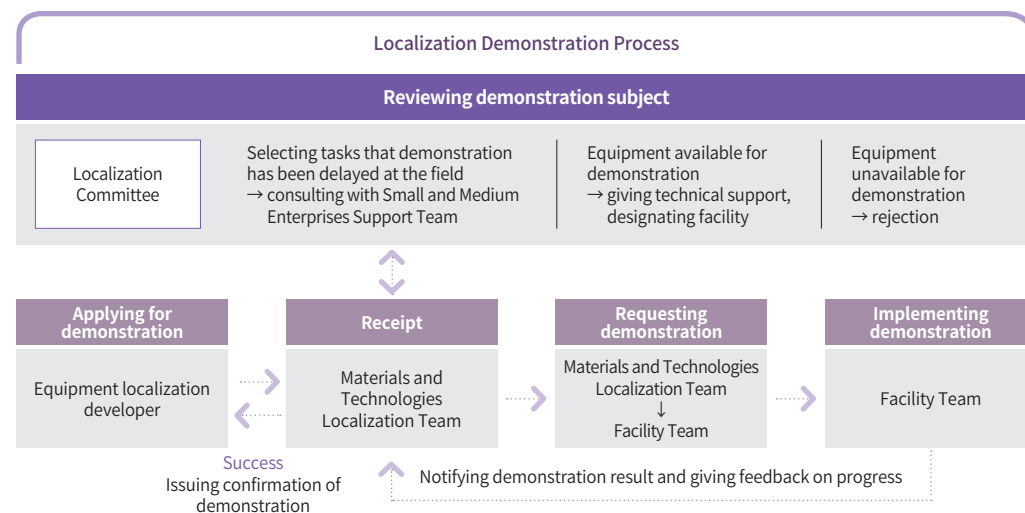 Localization Demonstration Process
Reviewing demonstration subject
Localization
Committee
Selecting tasks that demonstration
has been delayed at the field
→ consulting with Small and Medium
Enterprises Support Team
Equipment available for
demonstration
→ giving technical support,
designating facility
Equipment
unavailable for
demonstration
→ rejection
Applying for
demonstration
Equipment localization
developer
Receipt
Materials and
Technologies
Localization Team
Requesting
demonstration
Materials and Technologies
Localization Team
↓
Facility Team
Implementing
demonstration
Facility Team
Success
Issuing confirmation of
demonstration
Notifying demonstration result and giving feedback on progress